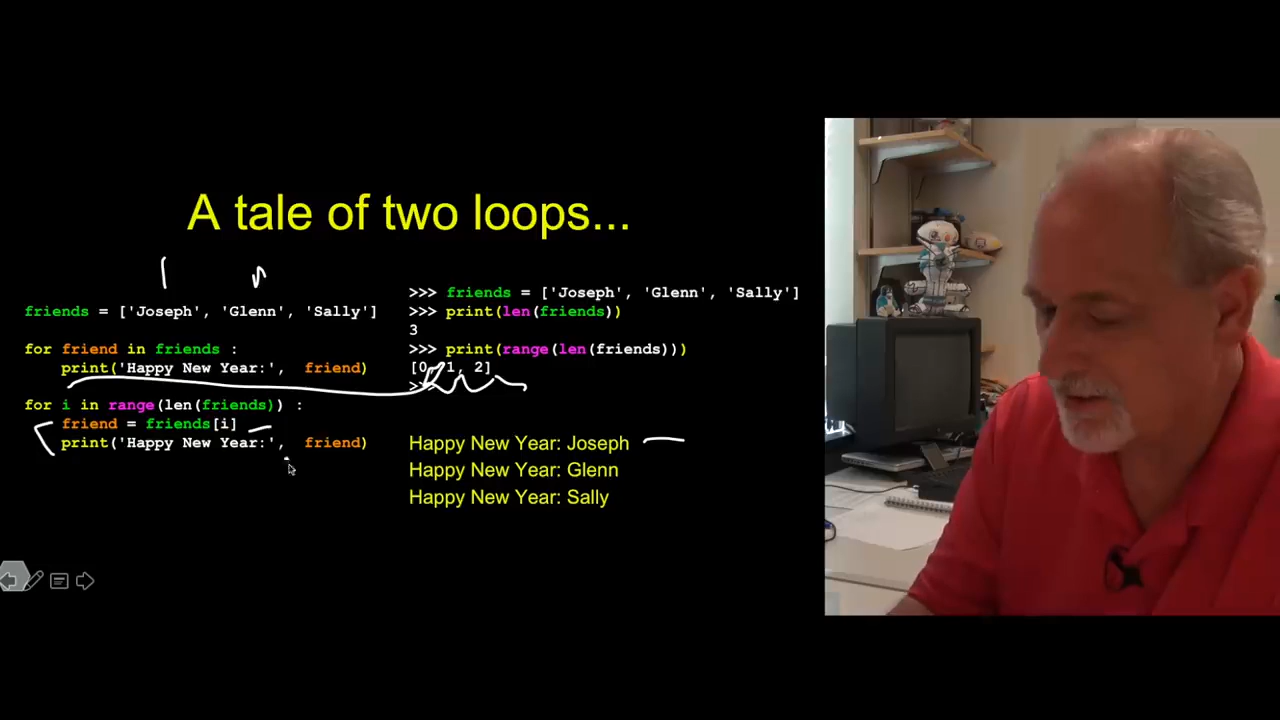 A tale of two loops...
friends = ['Joseph', 'Glenn', 'Sally']
for friend in friends :
print('Happy New Year:', friend)
for i in range(len(friends)) :
friend = friends[i]
print('Happy New Year:', friend)
>>> friends = ['Joseph', 'Glenn', 'Sally']
>>> print(len(friends))
3
>>> print(range(len(friends)))
[0, 1, 2]
>>>
Happy New Year: Joseph
Happy New Year: Glenn
Happy New Year: Sally